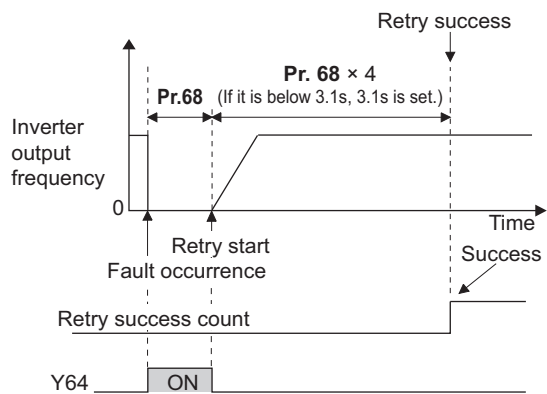 Retry success
Pr.68
Pr. 68 × 4
(If it is below 3.1s, 3.1s is set.)
Inverter
output
frequency
0
Time
Retry start
Fault occurrence
Success
Retry success count
Y64
ON